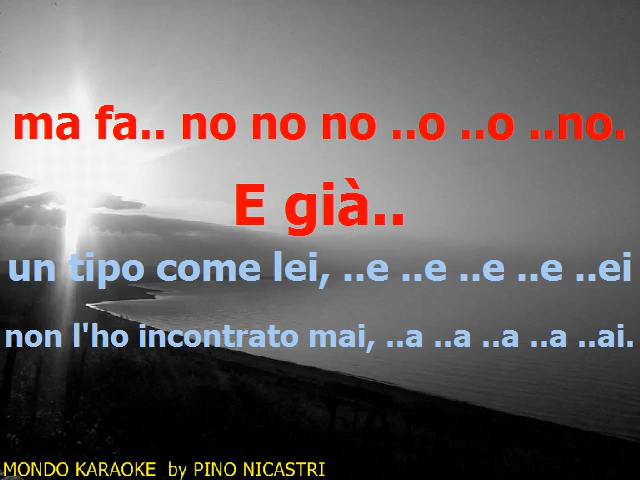 ma fa.. no no no ..o ..o ..no.
E già..
un tipo come lei, ..e ..e ..e ..e ..ei
non l'ho incontrato mai, ..a ..a ..a ..a ..ai.
MONDO KARAOKE by PINO NICASTRI